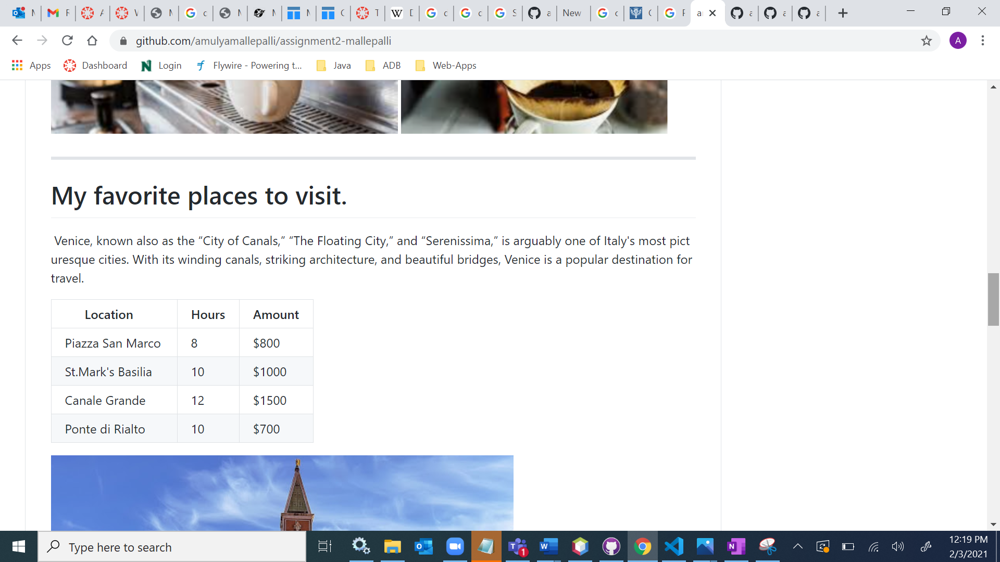 New
github.com/amulyamallepalli/assignment2-mallepalli
A
Apps Dashboard Login Flywire - Powering t... Java ADB Web-Apps
My favorite places to visit.
Venice, known also as the “City of Canals,” “The Floating City,” and “Serenissima,” is arguably one of Italy's most pict
uresque cities. With its winding canals, striking architecture, and beautiful bridges, Venice is a popular destination for
travel.
Location Hours Amount
Piazza San Marco 8 $800
St.Mark's Basilia 10 $1000
Canale Grande 12 $1500
Ponte di Rialto 10 $700
Type here to search
12:19 PM
2/3/2021